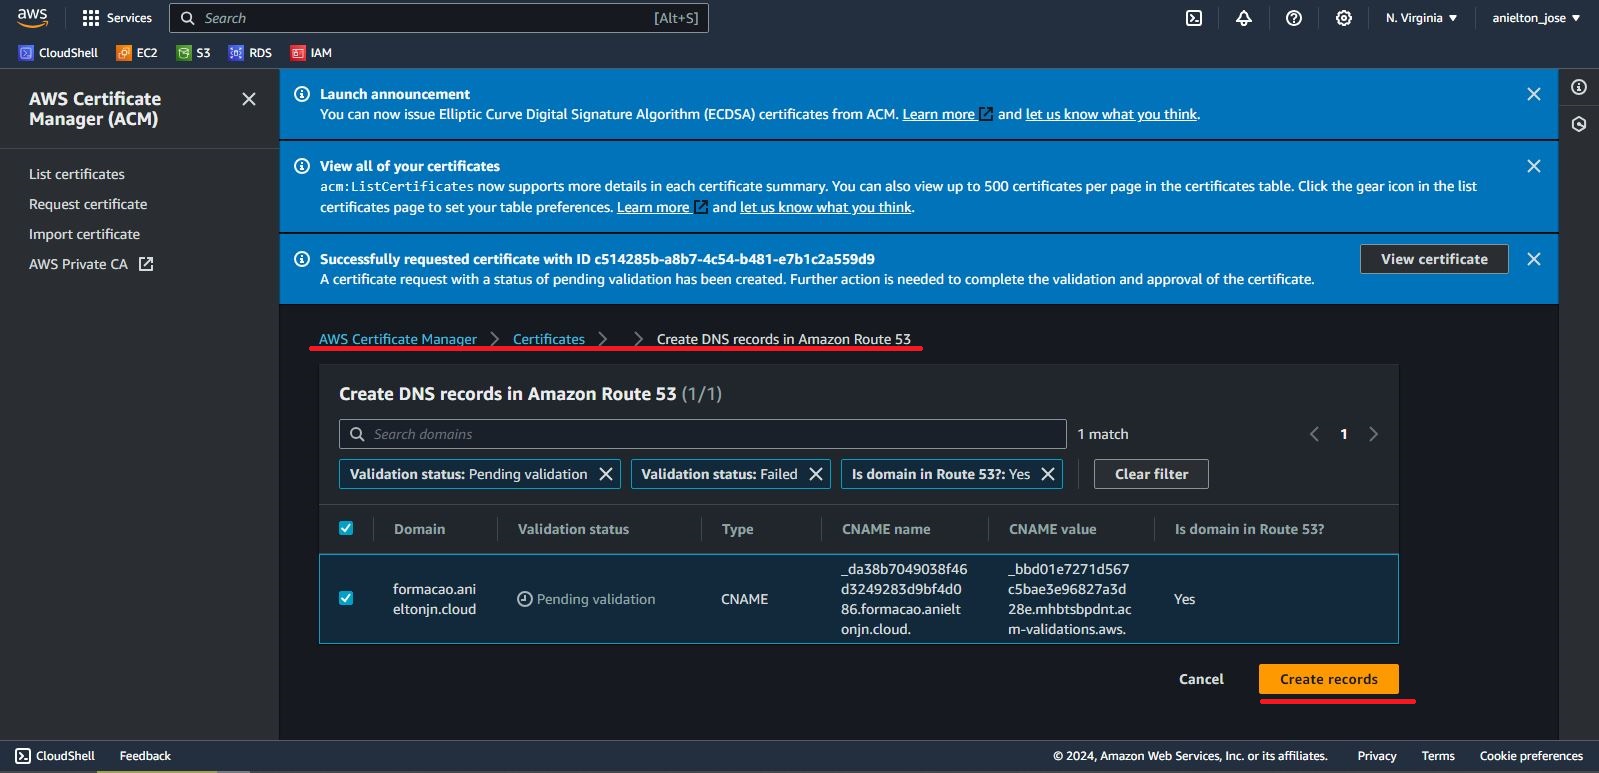 aws
Services
Search
[Alt+S]
N. Virginia
anielton_jose
CloudShell
EC2
S3
RDS
IAM
AWS Certificate
Manager (ACM)
List certificates
Request certificate
Import certificate
AWS Private CA
Launch announcement
You can now issue Elliptic Curve Digital Signature Algorithm (ECDSA) certificates from ACM. Learn more and let us know what you think.
View all of your certificates
acm:ListCertificates now supports more details in each certificate summary. You can also view up to 500 certificates per page in the certificates table. Click the gear icon in the list
certificates page to set your table preferences. Learn more and let us know what you think.
Successfully requested certificate with ID c514285b-a8b7-4c54-b481-e7b1c2a559d9
A certificate request with a status of pending validation has been created. Further action is needed to complete the validation and approval of the certificate.
View certificate
AWS Certificate Manager
Certificates
Create DNS records in Amazon Route 53
Create DNS records in Amazon Route 53 (1/1)
Search domains
1 match
1
Validation status: Pending validation
Validation status: Failed
Is domain in Route 53?: Yes
Clear filter
Domain
Validation status
Type
CNAME name
CNAME value
Is domain in Route 53?
formacao.ani
eltonjn.cloud
Pending validation
CNAME
_da38b7049038f46
d3249283d9bf4d0
86.formacao.anielt
onjn.cloud.
_bbd01e7271d567
c5bae3e96827a3d
28e.mhbtsbpdnt.ac
m-validations.aws.
Yes
Cancel
Create records
CloudShell
Feedback
© 2024, Amazon Web Services, Inc. or its affiliates.
Privacy
Terms
Cookie preferences